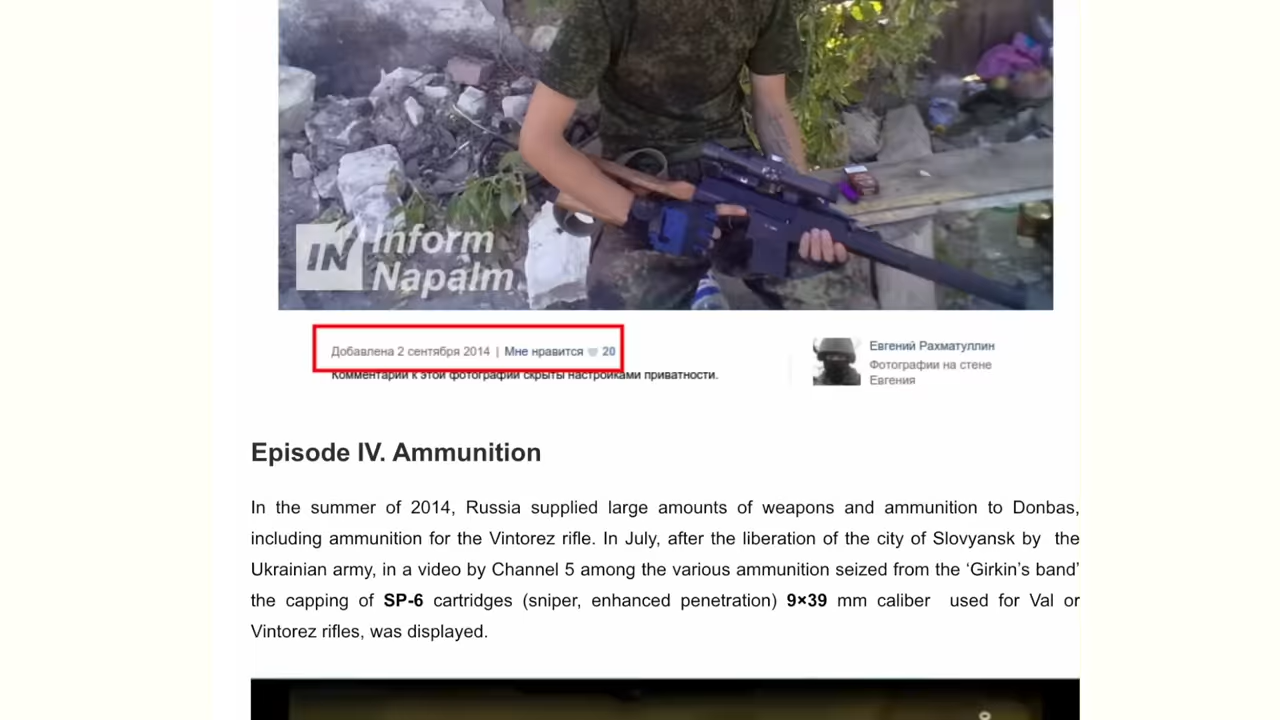 IN Inform
Napalm
Добавлена 2 сентября 2014 | Мне нравится 20
Комментарии к этой фотографии скрыты настройками приватности.
Евгений Рахматуллин
Фотографии на стене
Евгения
Episode IV. Ammunition
In the summer of 2014, Russia supplied large amounts of weapons and ammunition to Donbas,
including ammunition for the Vintorez rifle. In July, after the liberation of the city of Slovyansk by the
Ukrainian army, in a video by Channel 5 among the various ammunition seized from the ‘Girkin’s band’
the capping of SP-6 cartridges (sniper, enhanced penetration) 9×39 mm caliber used for Val or
Vintorez rifles, was displayed.